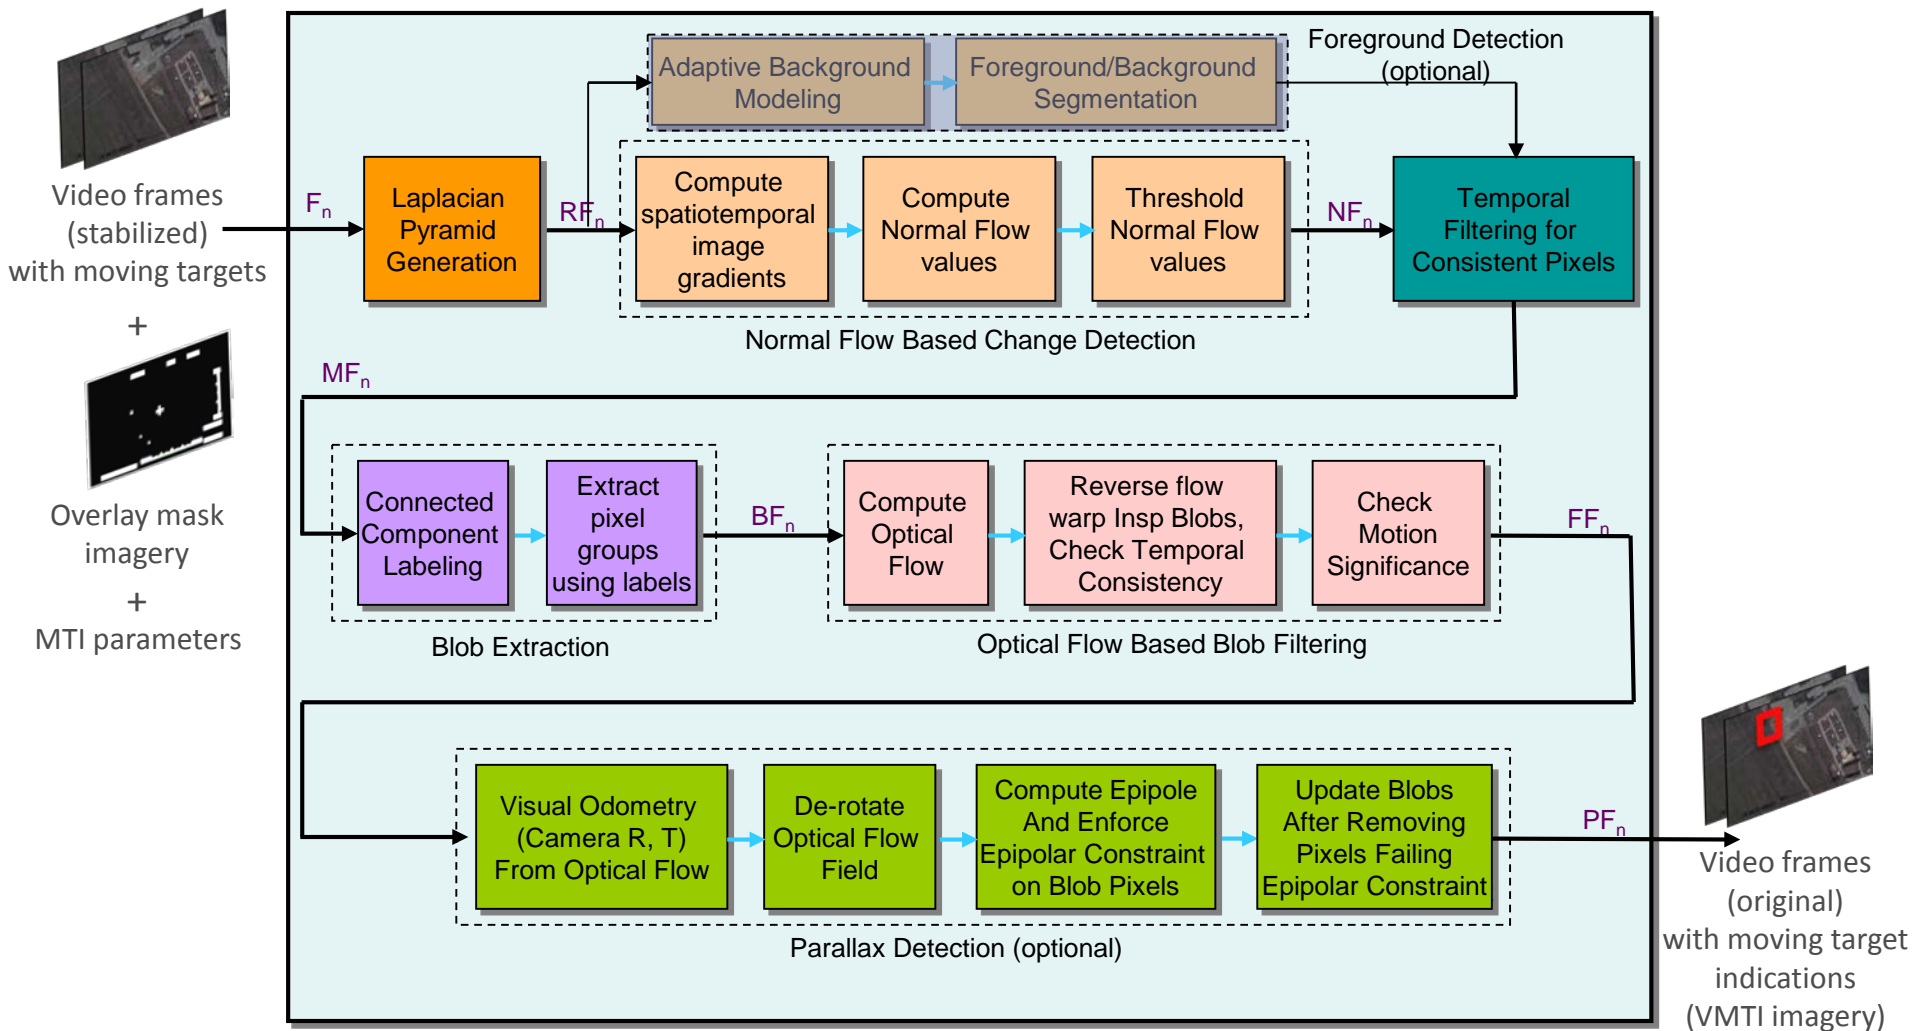 Adaptive Background
Modeling
Foreground/Background
Segmentation
Foreground Detection
(optional)
Video frames
(stabilized)
with moving targets
+
Overlay mask
imagery
+
MTI parameters
Fn
Laplacian
Pyramid
Generation
RFn
Compute
spatiotemporal
image
gradients
Compute
Normal Flow
values
Threshold
Normal Flow
values
NFn
Temporal
Filtering for
Consistent Pixels
Normal Flow Based Change Detection
MFn
Connected
Component
Labeling
Extract
pixel
groups
using labels
Blob Extraction
BFn
Compute
Optical
Flow
Reverse flow
warp Insp Blobs,
Check Temporal
Consistency
Check
Motion
Significance
Optical Flow Based Blob Filtering
FFn
Visual Odometry
(Camera R, T)
From Optical Flow
De-rotate
Optical Flow
Field
Compute Epipole
And Enforce
Epipolar Constraint
on Blob Pixels
Update Blobs
After Removing
Pixels Failing
Epipolar Constraint
Parallax Detection (optional)
PFn
Video frames
(original)
with moving target
indications
(VMTI imagery)